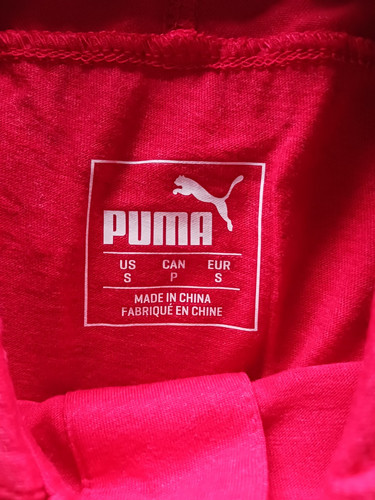 PUMA
US CAN EUR
S P S
MADE IN CHINA
FABRIQUÉ EN CHINE